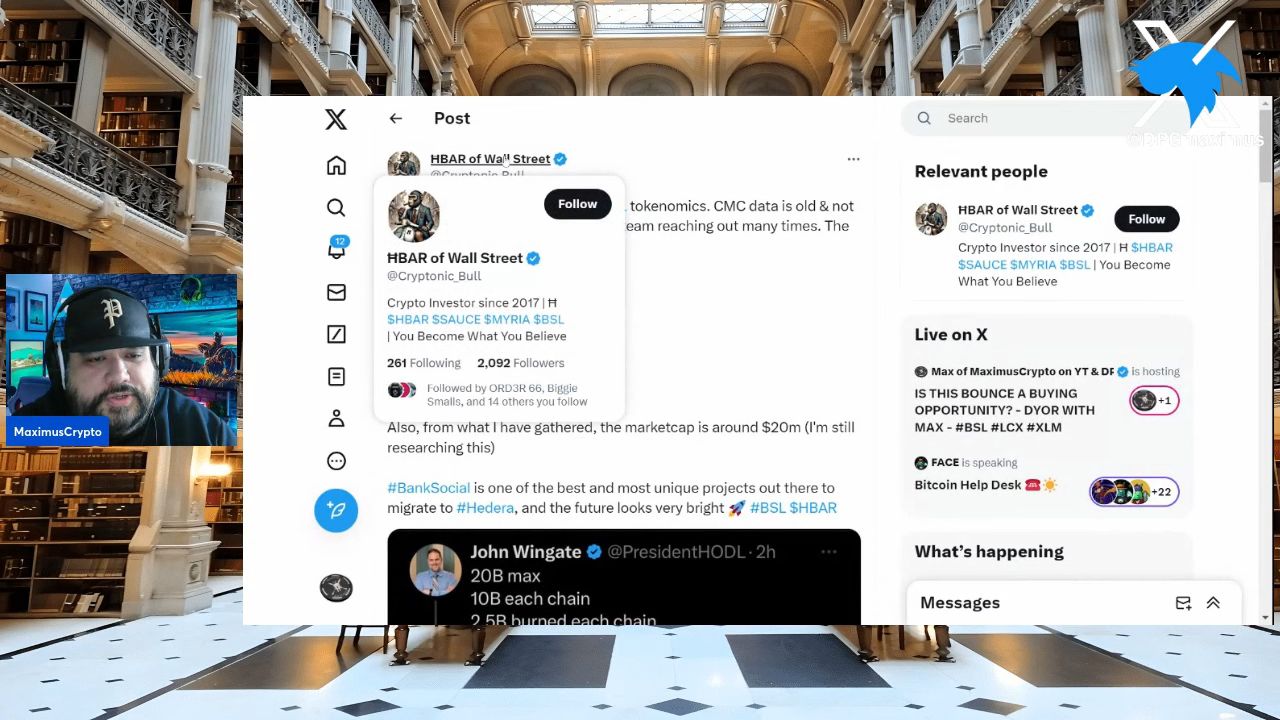 Post
Search
ĦBAR of Wall Street
@Cryptonic_Bull
tokenomics. CMC data is old & not
eam reaching out many times. The
Follow
ĦBAR of Wall Street
@Cryptonic_Bull
Crypto Investor since 2017 | Ħ
$HBAR $SAUCE $MYRIA $BSL
| You Become What You Believe
261 Following 2,092 Followers
Followed by ORD3R 66, Biggie
Smalls, and 14 others you follow
12
Also, from what I have gathered, the marketcap is around $20m (I'm still
researching this)
#BankSocial is one of the best and most unique projects out there to
migrate to #Hedera, and the future looks very bright 🚀 #BSL $HBAR
John Wingate @PresidentHODL · 2h
20B max
10B each chain
2.5B burned each chain
Relevant people
ĦBAR of Wall Street
@Cryptonic_Bull
Follow
Crypto Investor since 2017 | Ħ $HBAR
$SAUCE $MYRIA $BSL | You Become
What You Believe
Live on X
Max of MaximusCrypto on YT & DF is hosting
IS THIS BOUNCE A BUYING
OPPORTUNITY? - DYOR WITH
MAX - #BSL #LCX #XLM
+1
FACE is speaking
Bitcoin Help Desk ☎️☀️
+22
What's happening
Messages
P
MaximusCrypto